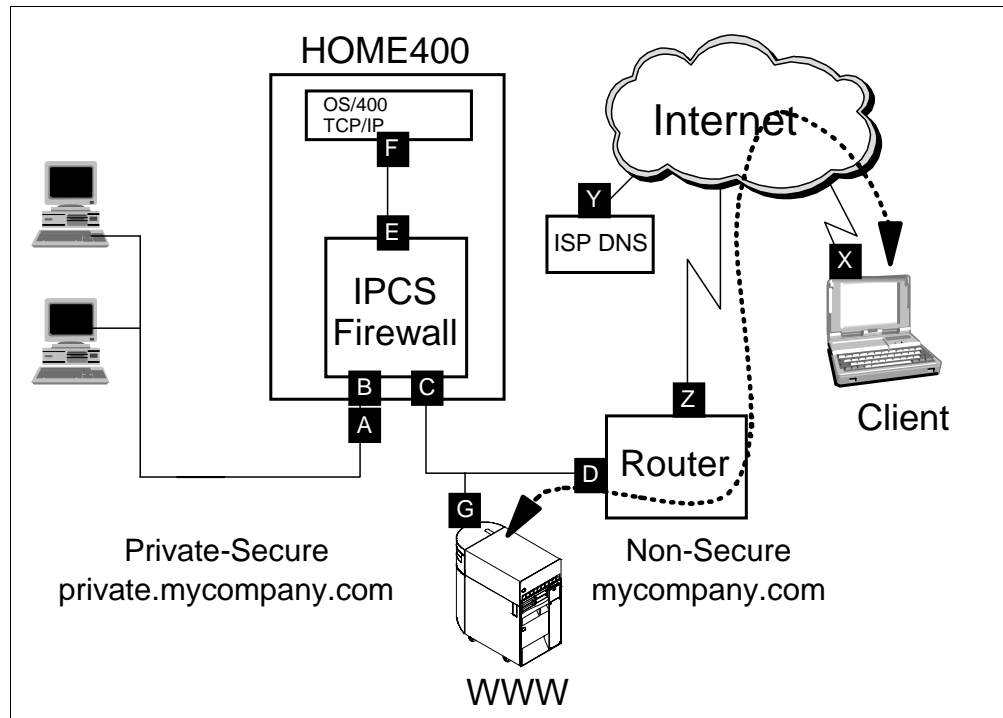 HOME400
OS/400
TCP/IP
F
E
IPCS
Firewall
B
C
A
Internet
Y
ISP DNS
X
Client
Z
Router
D
G
Private-Secure
private.mycompany.com
Non-Secure
mycompany.com
WWW